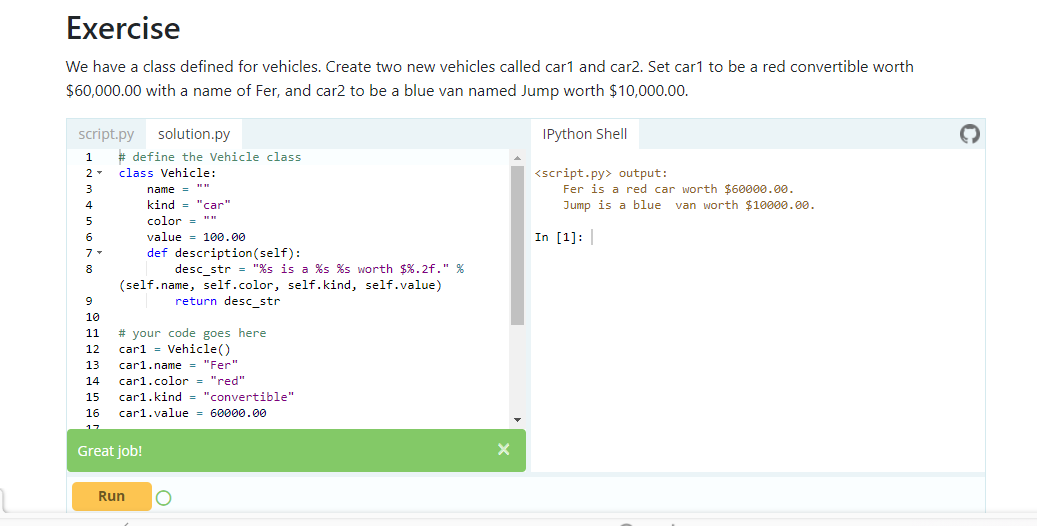 Exercise
We have a class defined for vehicles. Create two new vehicles called car1 and car2. Set car1 to be a red convertible worth
$60,000.00 with a name of Fer, and car2 to be a blue van named Jump worth $10,000.00.
script.py solution.py
1 # define the Vehicle class
2 class Vehicle:
3 name = ""
4 kind = "car"
5 color = ""
6 value = 100.00
7 def description(self):
8 desc_str = "%s is a %s %s worth $%.2f." %
(self.name, self.color, self.kind, self.value)
9 return desc_str
10
11 # your code goes here
12 car1 = Vehicle()
13 car1.name = "Fer"
14 car1.color = "red"
15 car1.kind = "convertible"
16 car1.value = 60000.00
17
Great job!
Run
IPython Shell
<script.py> output:
Fer is a red car worth $60000.00.
Jump is a blue  van worth $10000.00.
In [1]: